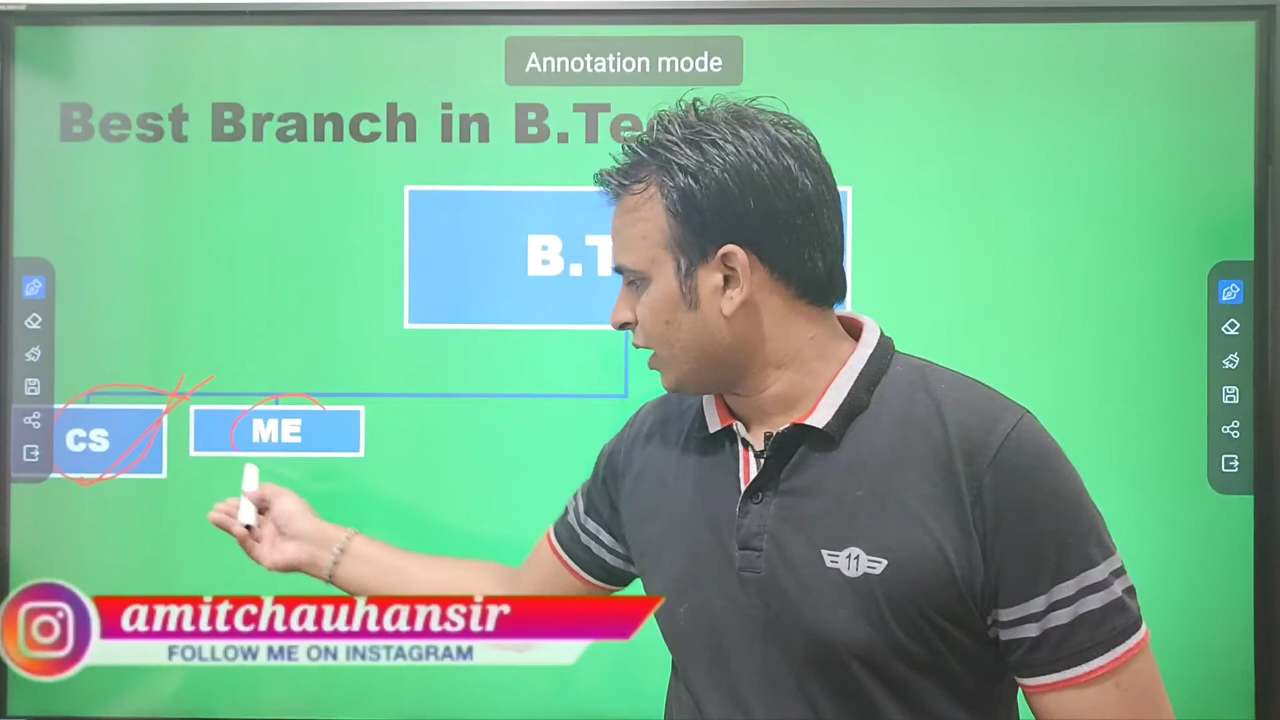 Annotation mode
Best Branch in B.Te
B.T
CS
ME
11
amitchauhansir
FOLLOW ME ON INSTAGRAM